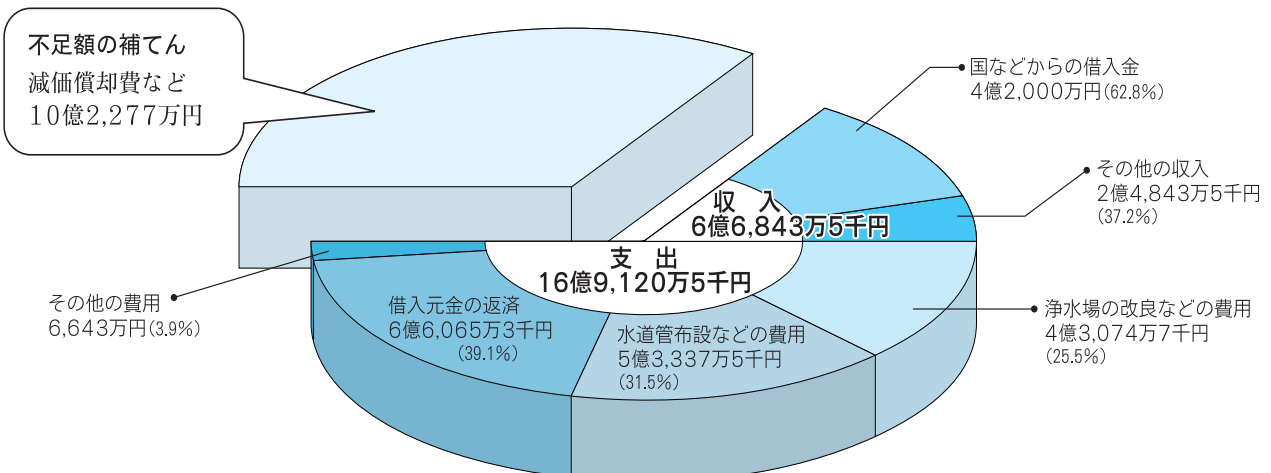 不足額の補てん
減価償却費など
10億2,277万円
国などからの借入金
4億2,000万円(62.8%)
その他の収入
2億4,843万5千円
(37.2%)
収 入
6億6,843万5千円
支 出
16億9,120万5千円
その他の費用
6,643万円(3.9%)
借入元金の返済
6億6,065万3千円
(39.1%)
水道管布設などの費用
5億3,337万5千円
(31.5%)
浄水場の改良などの費用
4億3,074万7千円
(25.5%)